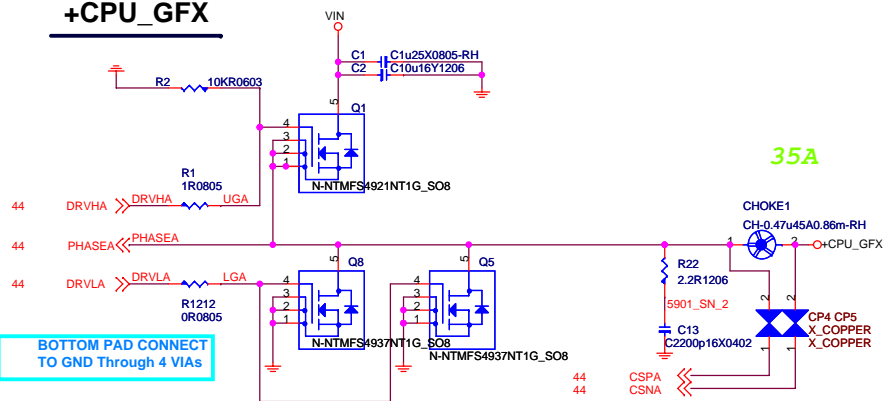 +CPU_GFX
VIN
C1 C1u25X0805-RH
C2 C10u16Y1206
R2 10KR0603
5
Q1
4
3
2
1
N-NTMFS4921NT1G_SO8
35A
R1
1R0805
44 DRVHA DRVHA UGA
CHOKE1
CH-0.47u45A0.86m-RH
44 PHASEA PHASEA
1 2
+CPU_GFX
44 DRVLA DRVLA LGA
R1212
0R0805
5
Q8
4
3
2
1
N-NTMFS4937NT1G_SO8
5
Q5
4
3
2
1
N-NTMFS4937NT1G_SO8
R22
2.2R1206
5901_SN_2
C13
C2200p16X0402
2 2
CP4 CP5
X_COPPER
X_COPPER
1 1
BOTTOM PAD CONNECT
TO GND Through 4 VIAs
44 CSPA
44 CSNA